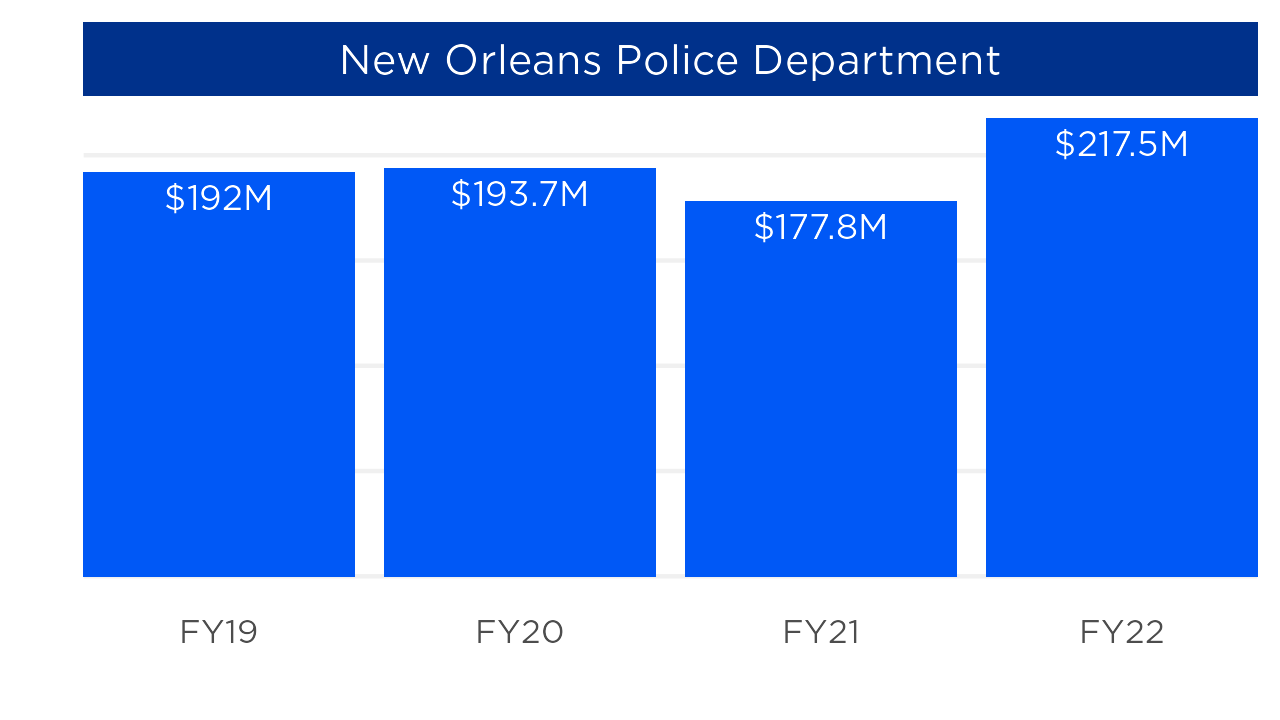 New Orleans Police Department
$192M
$193.7M
$177.8M
$217.5M
FY19
FY20
FY21
FY22